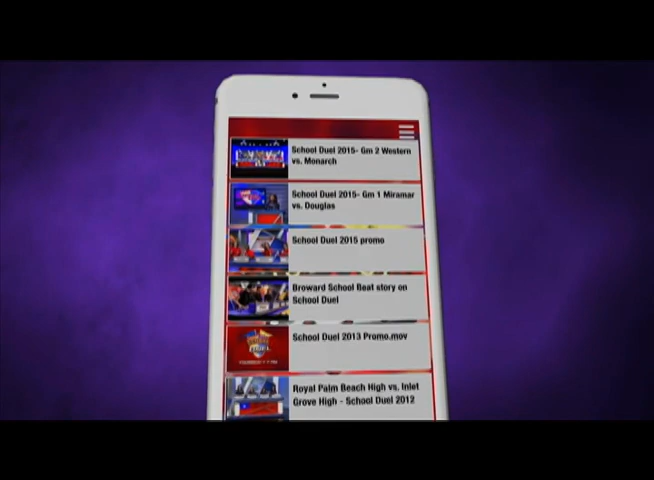 School Duel 2015- Gm 2 Western
vs. Monarch
School Duel 2015- Gm 1 Miramar
vs. Douglas
School Duel 2015 promo
Broward School Beat story on
School Duel
School Duel 2013 Promo.mov
Royal Palm Beach High vs. Inlet
Grove High - School Duel 2012